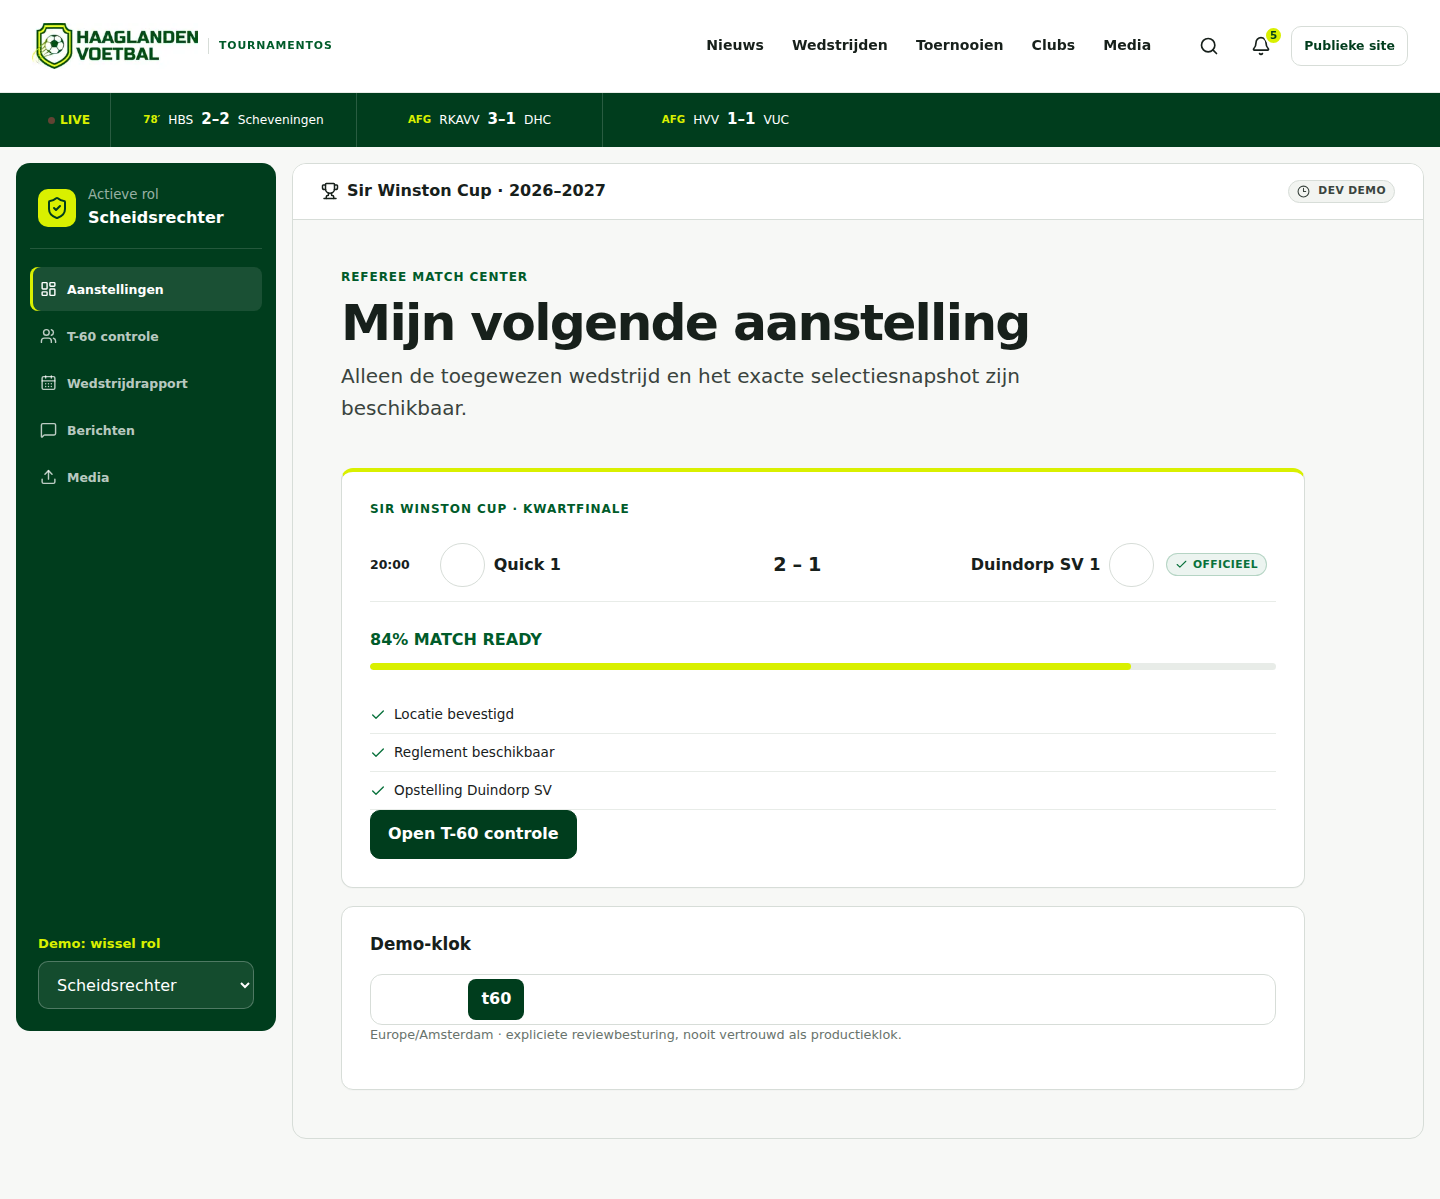 HAAGLANDEN
VOETBAL
TOURNAMENTOS
Nieuws
Wedstrijden
Toernooien
Clubs
Media
5
Publieke site
LIVE
78' HBS 2–2 Scheveningen
AFG RKAVV 3–1 DHC
AFG HVV 1–1 VUC
Actieve rol
Scheidsrechter
Aanstellingen
T-60 controle
Wedstrijdrapport
Berichten
Media
Demo: wissel rol
Scheidsrechter
Sir Winston Cup · 2026–2027
DEV DEMO
REFEREE MATCH CENTER
Mijn volgende aanstelling
Alleen de toegewezen wedstrijd en het exacte selectiesnapshot zijn
beschikbaar.
SIR WINSTON CUP · KWARTFINALE
20:00 Quick 1 2 – 1 Duindorp SV 1 OFFICIEEL
84% MATCH READY
Locatie bevestigd
Reglement beschikbaar
Opstelling Duindorp SV
Open T-60 controle
Demo-klok
t60
Europe/Amsterdam · expliciete reviewbesturing, nooit vertrouwd als productieklok.